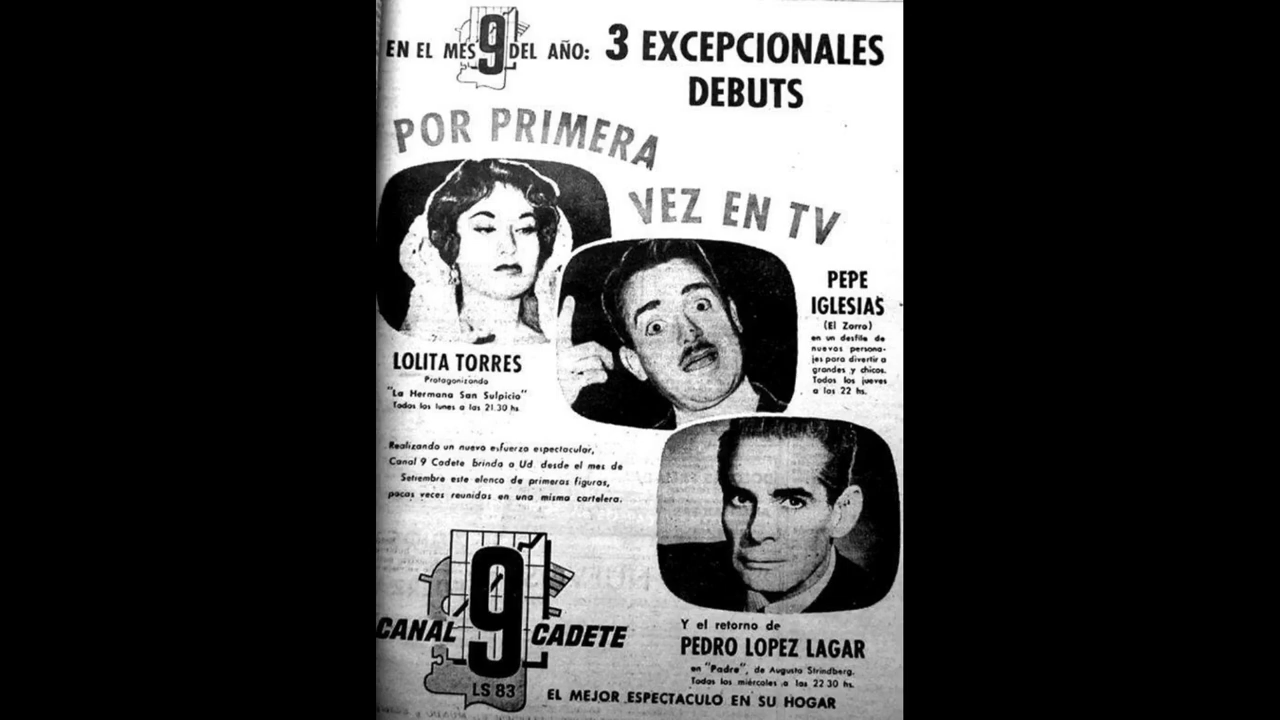 EN EL MES 9 DEL AÑO: 3 EXCEPCIONALES
DEBUTS
POR PRIMERA
VEZ EN TV
LOLITA TORRES
Protagonizando
"La Hermana San Sulpicio"
Todos los lunes a las 21.30 hs.
PEPE
IGLESIAS
(El Zorro)
en un desfile de
nuevos persona-
jes para divertir a
grandes y chicos.
Todos los jueves
a las 22 hs.
Realizando un nuevo esfuerzo espectacular,
Canal 9 Cadete brinda a Ud. desde el mes de
Setiembre este elenco de primeras figuras,
pocas veces reunidas en una misma cartelera.
Y el retorno de
PEDRO LOPEZ LAGAR
en "Padre", de Augusto Strindberg.
Todos los miércoles a las 22.30 hs.
CANAL 9 CADETE
LS 83
EL MEJOR ESPECTACULO EN SU HOGAR